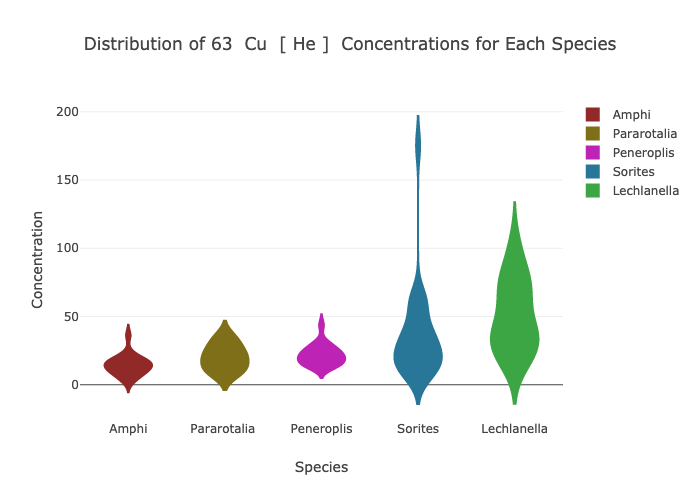 Distribution of 63 Cu [ He ] Concentrations for Each Species
200
150
100
50
0
Concentration
Amphi
Pararotalia
Peneroplis
Sorites
Lechlanella
Species
Amphi
Pararotalia
Peneroplis
Sorites
Lechlanella